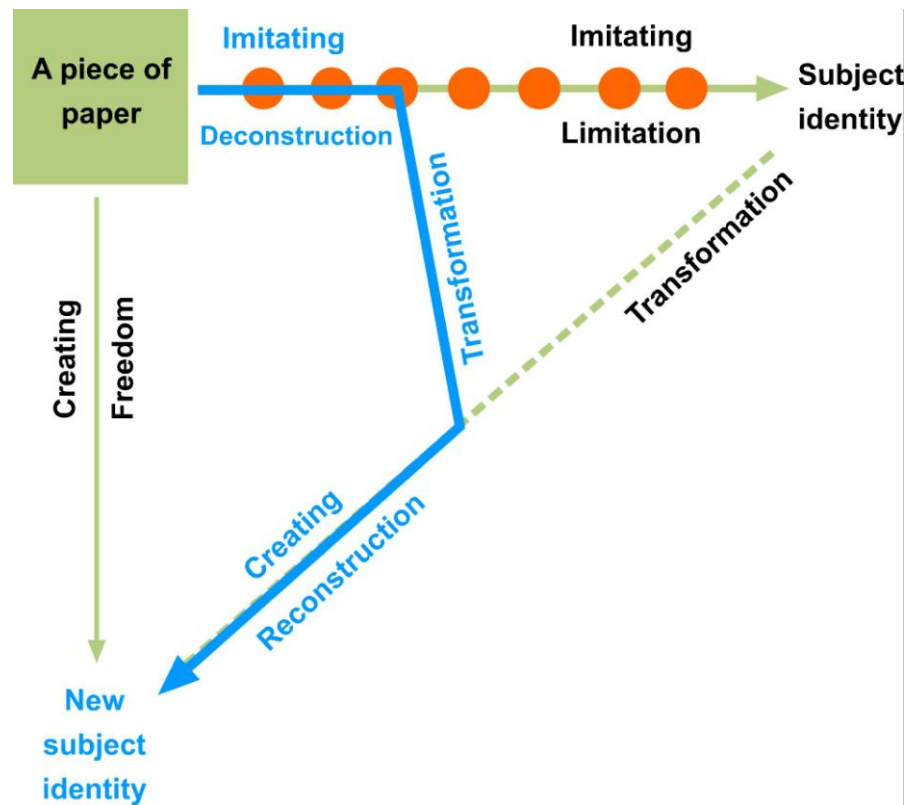 Imitating
Imitating
A piece of
paper
Subject
identity
Deconstruction
Limitation
Transformation
Transformation
Creating
Freedom
Creating
Reconstruction
New
subject
identity